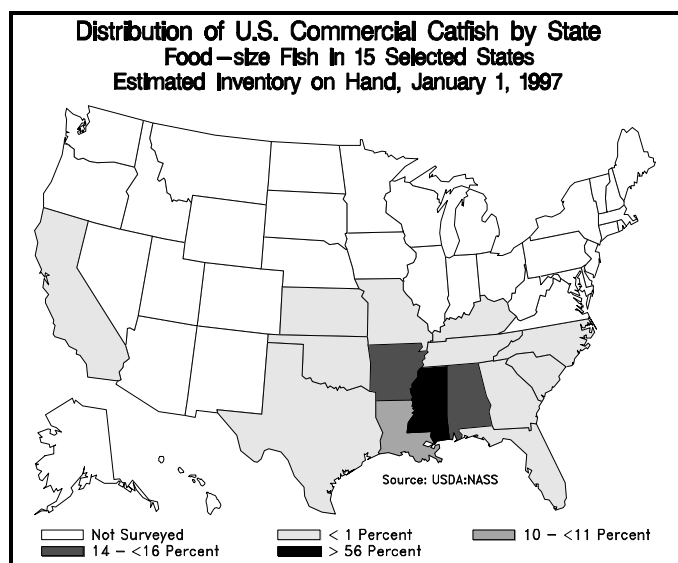 Distribution of U.S. Commercial Catfish by State
Food-size Fish in 15 Selected States
Estimated Inventory on Hand, January 1, 1997
Source: USDA:NASS
Not Surveyed
< 1 Percent
10 - <11 Percent
14 - <16 Percent
> 56 Percent